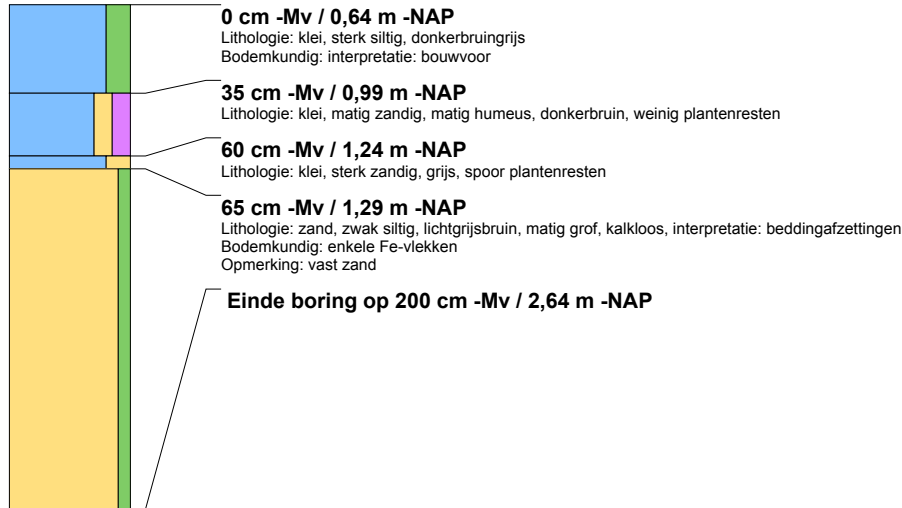 0 cm -Mv / 0,64 m -NAP
Lithologie: klei, sterk siltig, donkerbruingrijs
Bodemkundig: interpretatie: bouwvoor
35 cm -Mv / 0,99 m -NAP
Lithologie: klei, matig zandig, matig humeus, donkerbruin, weinig plantenresten
60 cm -Mv / 1,24 m -NAP
Lithologie: klei, sterk zandig, grijs, spoor plantenresten
65 cm -Mv / 1,29 m -NAP
Lithologie: zand, zwak siltig, lichtgrijsbruin, matig grof, kalkloos, interpretatie: beddingafzettingen
Bodemkundig: enkele Fe-vlekken
Opmerking: vast zand
Einde boring op 200 cm -Mv / 2,64 m -NAP